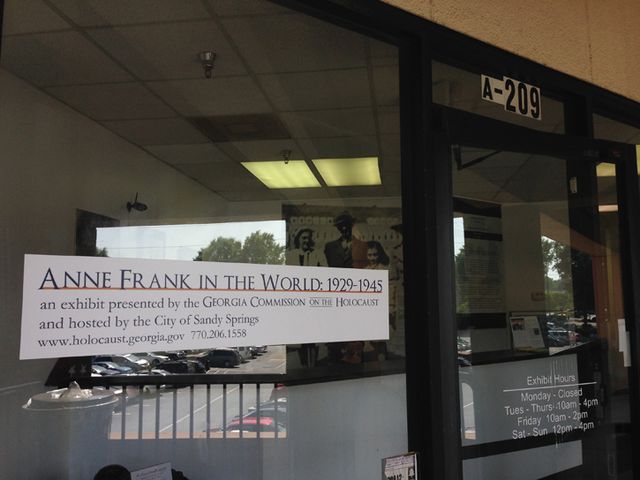 A-209
ANNE FRANK IN THE WORLD: 1929-1945
an exhibit presented by the GEORGIA COMMISSION ON THE HOLOCAUST
and hosted by the City of Sandy Springs
www.holocaust.georgia.gov 770.206.1558
Exhibit Hours
Monday - Closed
Tues - Thurs 10am - 4pm
Friday 10am - 2pm
Sat - Sun 12pm - 4pm